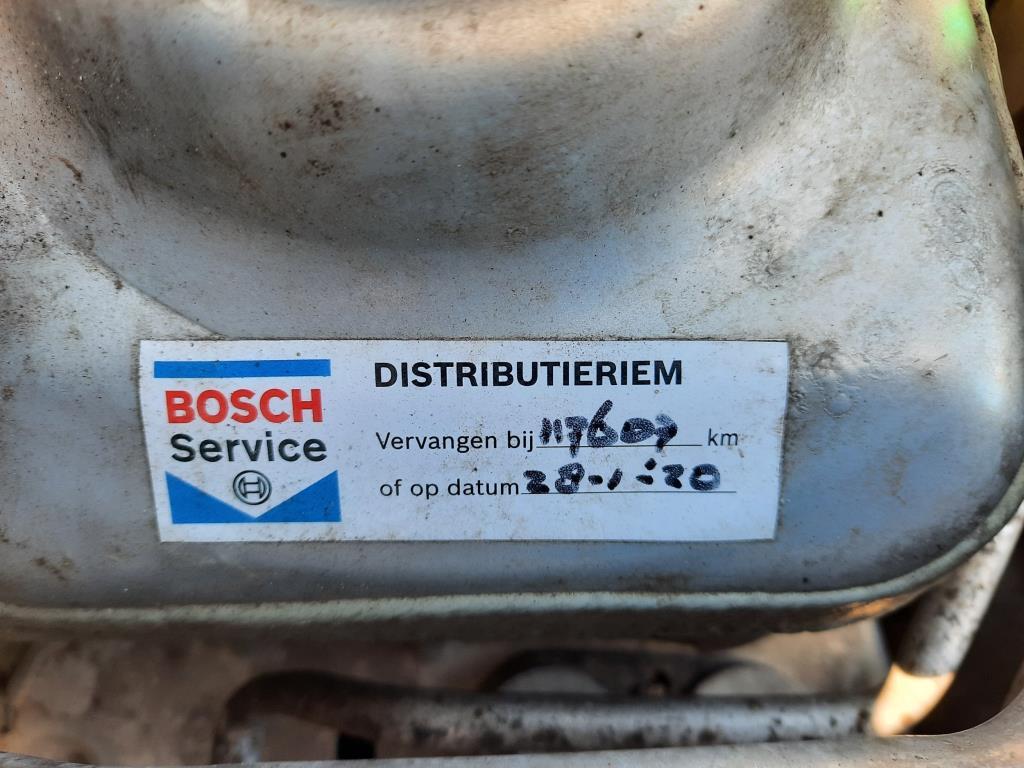 BOSCH
Service
DISTRIBUTIERIEM
Vervangen bij 117607 km
of op datum 28-1-'20